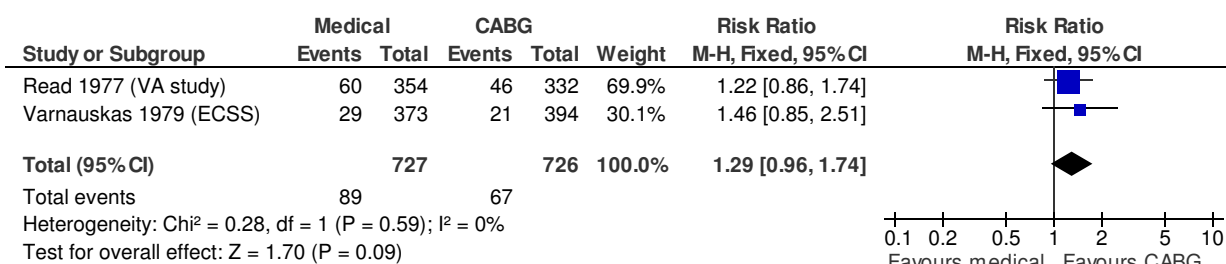 Medical CABG Risk Ratio Risk Ratio
Study or Subgroup Events Total Events Total Weight M-H, Fixed, 95% CI M-H, Fixed, 95% CI
Read 1977 (VA study) 60 354 46 332 69.9% 1.22 [0.86, 1.74]
Varnauskas 1979 (ECSS) 29 373 21 394 30.1% 1.46 [0.85, 2.51]
Total (95% CI) 727 726 100.0% 1.29 [0.96, 1.74]
Total events 89 67
Heterogeneity: Chi² = 0.28, df = 1 (P = 0.59); I² = 0%
Test for overall effect: Z = 1.70 (P = 0.09)
0.1 0.2 0.5 1 2 5 10
Favours medical Favours CABG